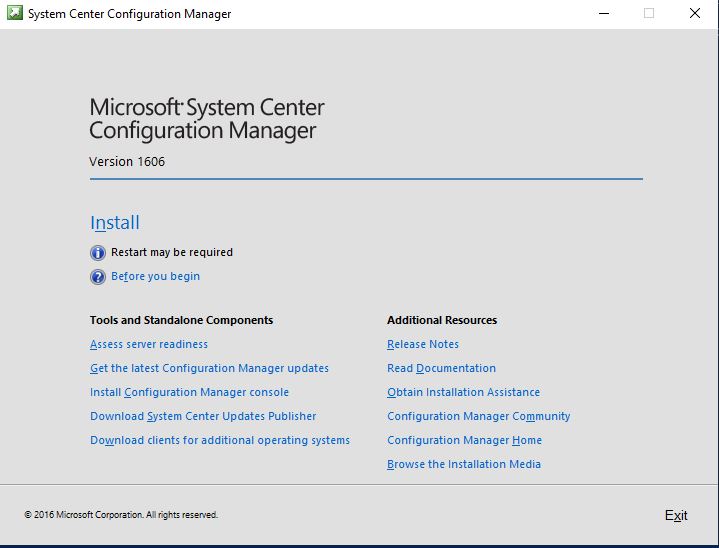 System Center Configuration Manager
Microsoft System Center
Configuration Manager
Version 1606
Install
Restart may be required
Before you begin
Tools and Standalone Components
Assess server readiness
Get the latest Configuration Manager updates
Install Configuration Manager console
Download System Center Updates Publisher
Download clients for additional operating systems
Additional Resources
Release Notes
Read Documentation
Obtain Installation Assistance
Configuration Manager Community
Configuration Manager Home
Browse the Installation Media
© 2016 Microsoft Corporation. All rights reserved.
Exit